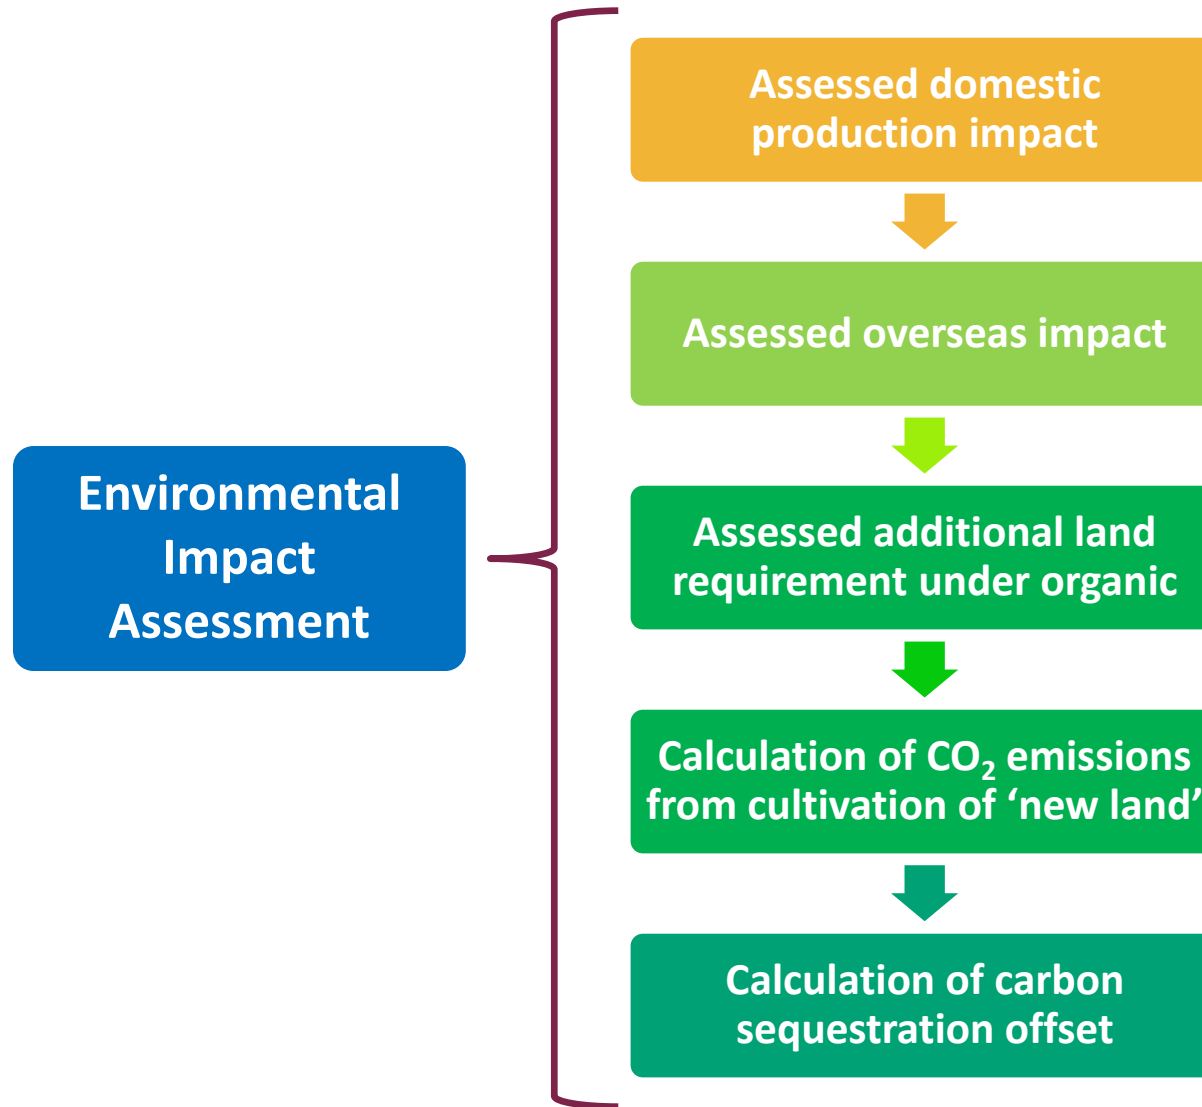 Environmental
Impact
Assessment
Assessed domestic
production impact
Assessed overseas impact
Assessed additional land
requirement under organic
Calculation of CO₂ emissions
from cultivation of ‘new land’
Calculation of carbon
sequestration offset